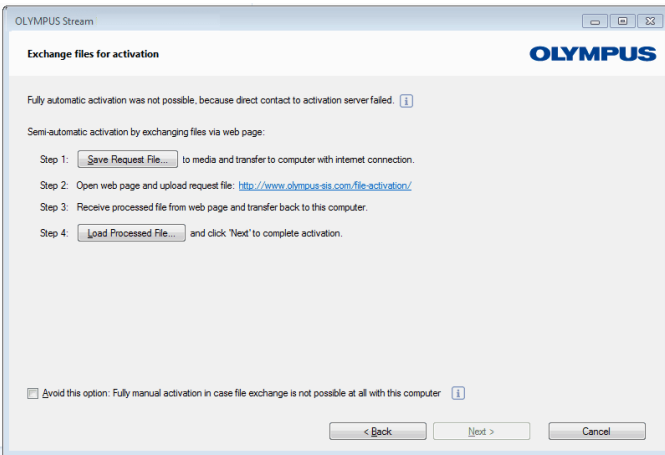 OLYMPUS Stream
Exchange files for activation
OLYMPUS
Fully automatic activation was not possible, because direct contact to activation server failed.
Semi-automatic activation by exchanging files via web page:
Step 1: Save Request File... to media and transfer to computer with internet connection.
Step 2: Open web page and upload request file: http://www.olympus-sis.com/file-activation/
Step 3: Receive processed file from web page and transfer back to this computer.
Step 4: Load Processed File... and click 'Next' to complete activation.
Avoid this option: Fully manual activation in case file exchange is not possible at all with this computer
< Back Next > Cancel